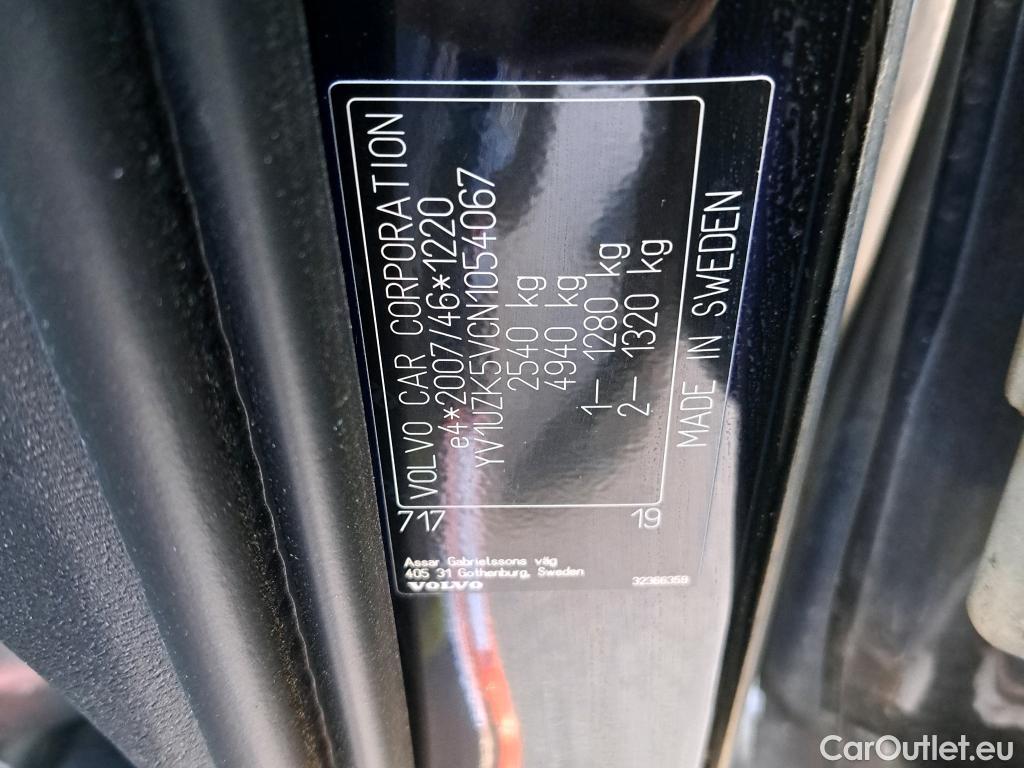 VOLVO CAR CORPORATION
e4*2007/46*1220
YV1UZK5VCN1054067
2540 kg
4940 kg
1— 1280 kg
2— 1320 kg
MADE IN SWEDEN
717
19
Assar Gabrielssons väg
405 31 Gothenburg, Sweden
VOLVO
32366359
CarOutlet.eu